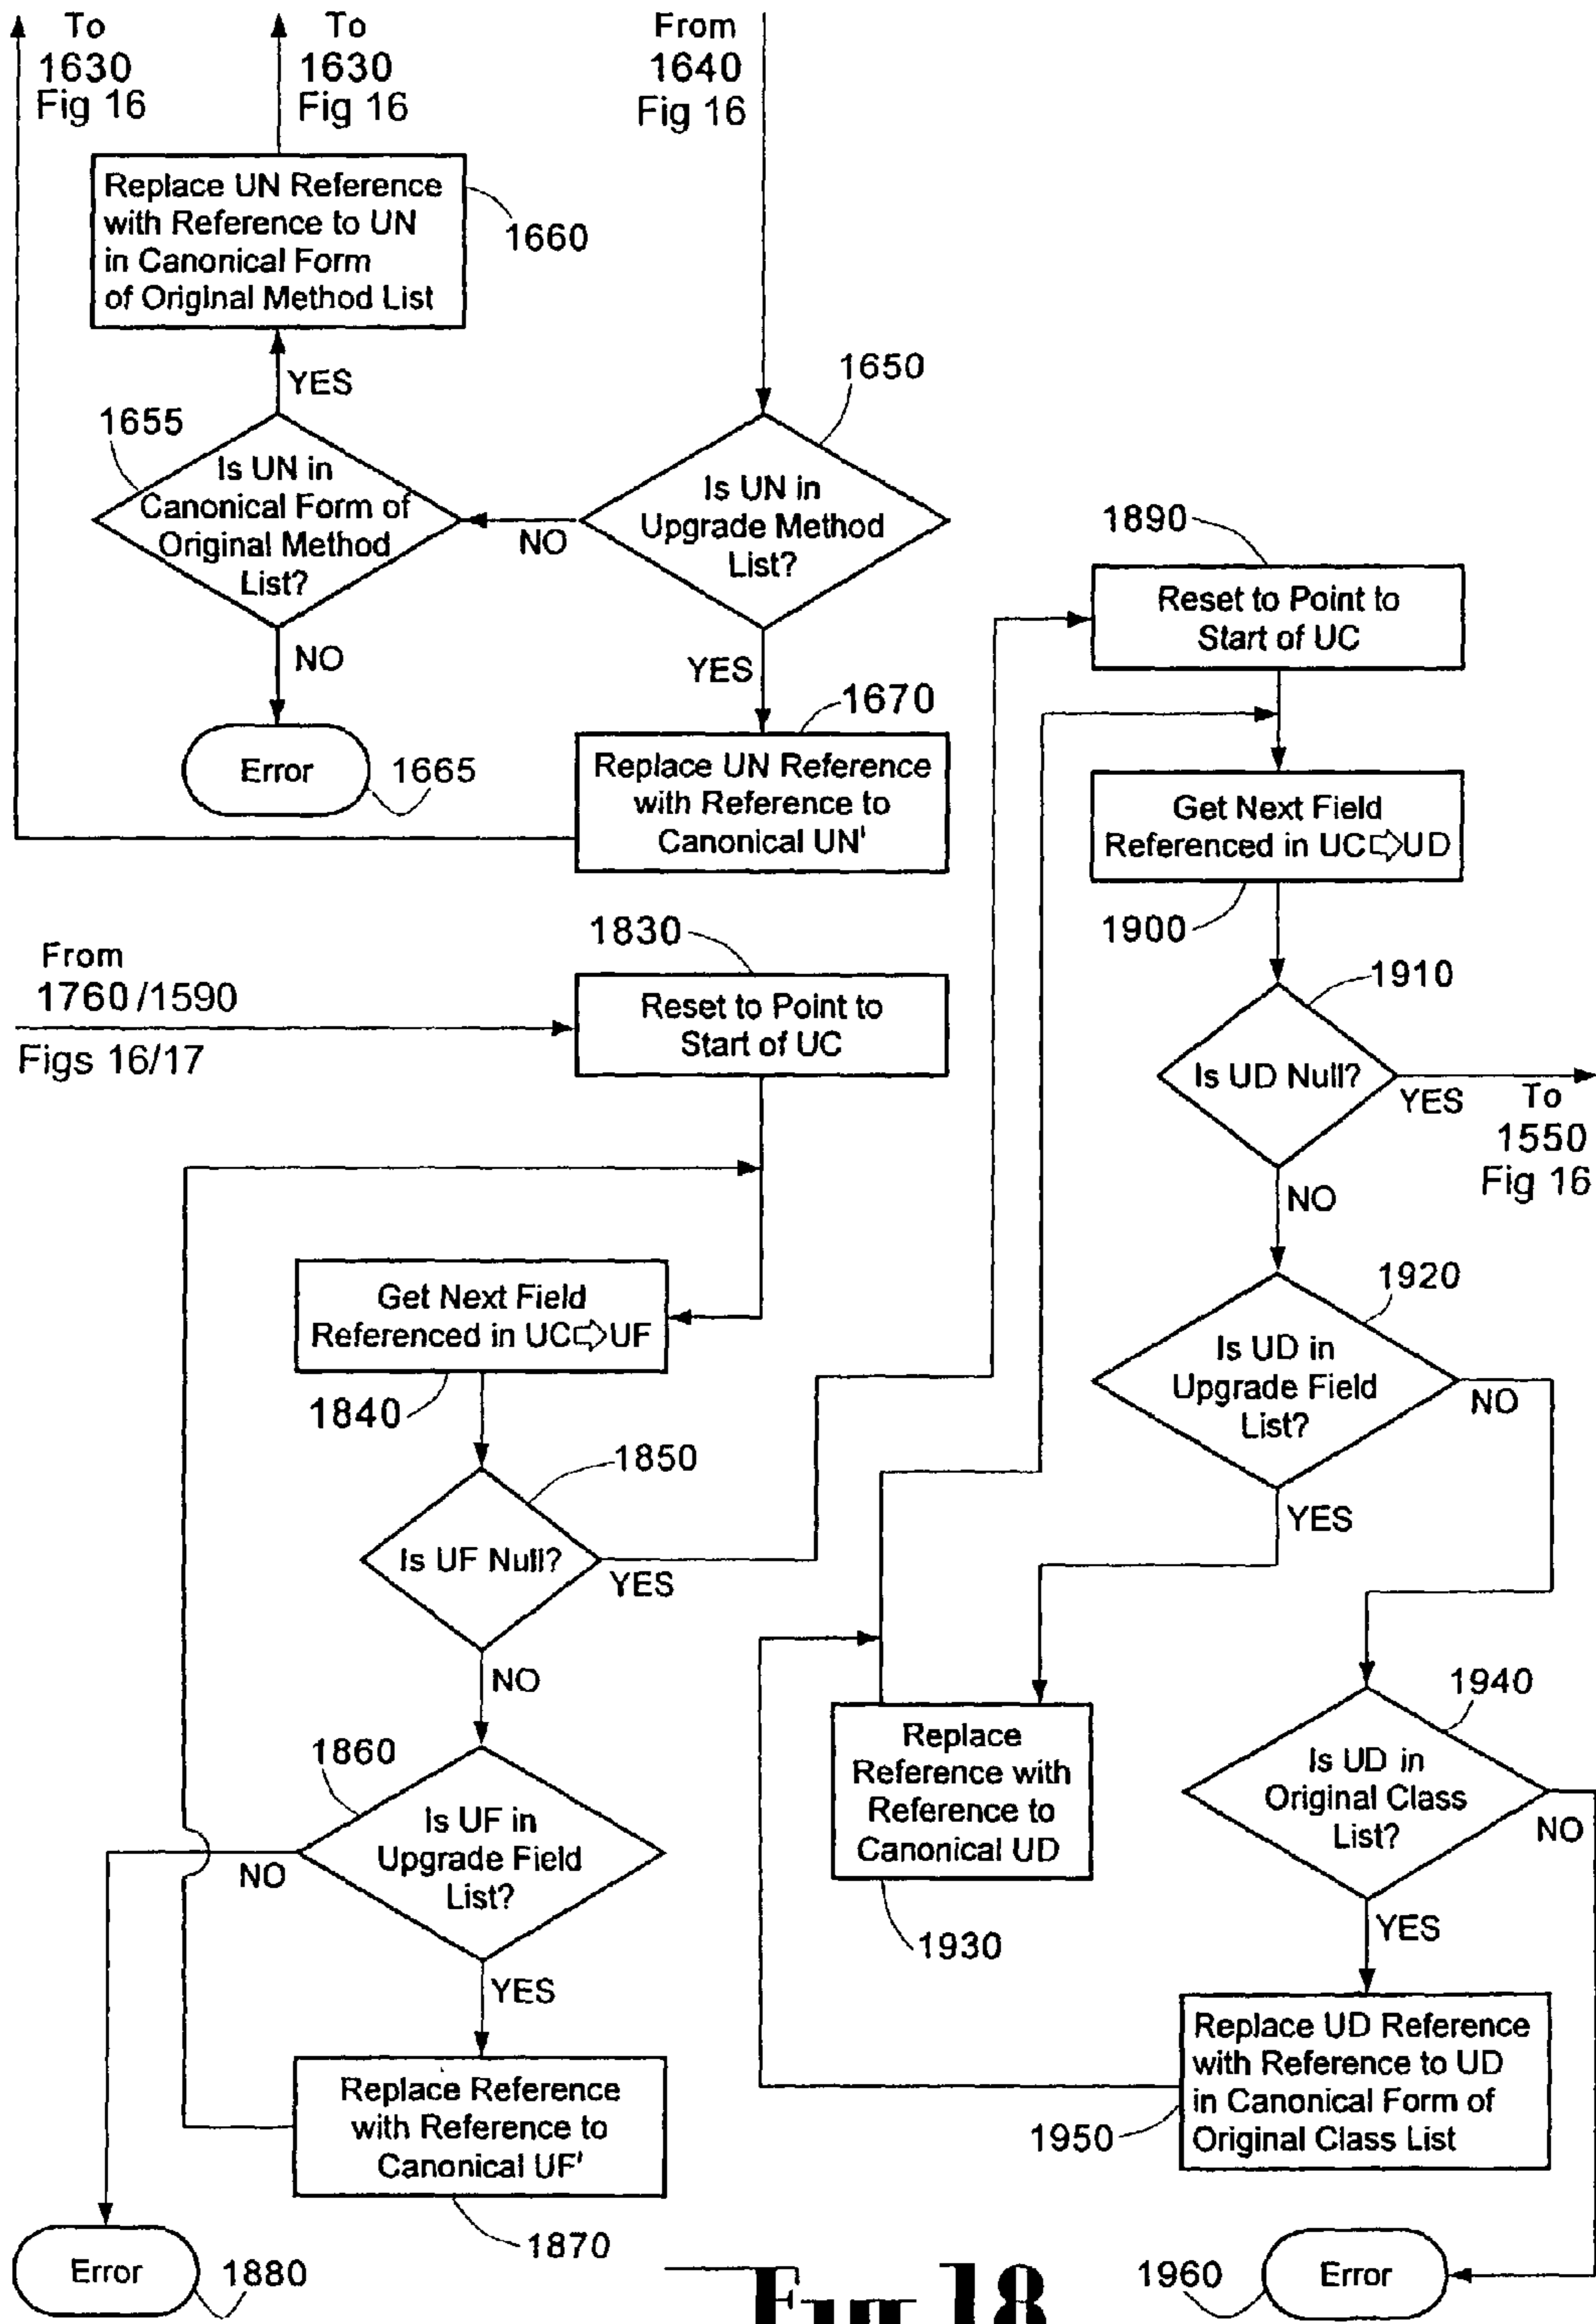 To
1630
Fig 16
To
1630
Fig 16
From
1640
Fig 16
Replace UN Reference
with Reference to UN
in Canonical Form
of Original Method List
1660
YES
1655
Is UN in
Canonical Form of
Original Method
List?
NO
1650
Is UN in
Upgrade Method
List?
NO
Error
1665
YES
1670
Replace UN Reference
with Reference to
Canonical UN'
From
1760/1590
Figs 16/17
1830
Reset to Point to
Start of UC
Get Next Field
Referenced in UC⇨UF
1840
1850
Is UF Null?
YES
NO
1860
Is UF in
Upgrade Field
List?
NO
YES
Replace Reference
with Reference to
Canonical UF'
1870
Error
1880
1890
Reset to Point to
Start of UC
Get Next Field
Referenced in UC⇨UD
1900
1910
Is UD Null?
YES
To
1550
Fig 16
NO
1920
Is UD in
Upgrade Field
List?
NO
YES
Replace
Reference with
Reference to
Canonical UD
1930
1940
Is UD in
Original Class
List?
NO
YES
Replace UD Reference
with Reference to UD
in Canonical Form of
Original Class List
1950
1960
Error
Fig 18